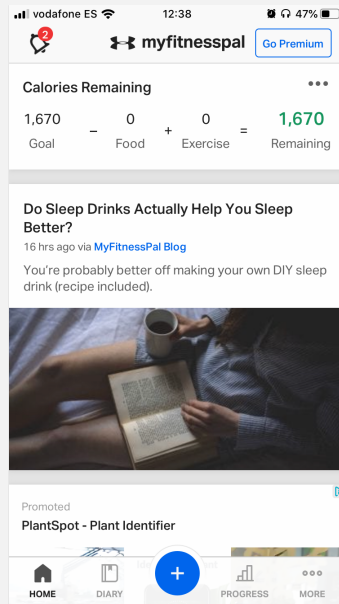 vodafone ES 12:38 47%
2
myfitnesspal Go Premium
Calories Remaining
1,670 - 0 + 0 = 1,670
Goal Food Exercise Remaining
Do Sleep Drinks Actually Help You Sleep
Better?
16 hrs ago via MyFitnessPal Blog
You're probably better off making your own DIY sleep
drink (recipe included).
Promoted
PlantSpot - Plant Identifier
HOME DIARY + PROGRESS MORE